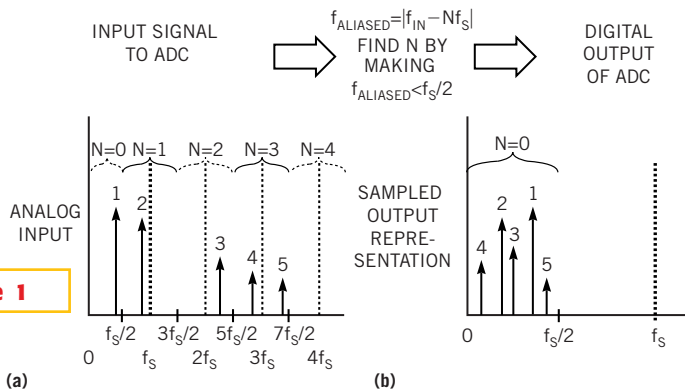 INPUT SIGNAL
TO ADC
f_ALIASED=|f_IN–Nf_S|
FIND N BY
MAKING
f_ALIASED<f_S/2
DIGITAL
OUTPUT
OF ADC
N=0 N=1 N=2 N=3 N=4
1 2 3 4 5
ANALOG
INPUT
f_S/2 3f_S/2 5f_S/2 7f_S/2
0 f_S 2f_S 3f_S 4f_S
(a)
N=0
4 2 3 1 5
SAMPLED
OUTPUT
REPRE-
SENTATION
0 f_S/2 f_S
(b)
e 1